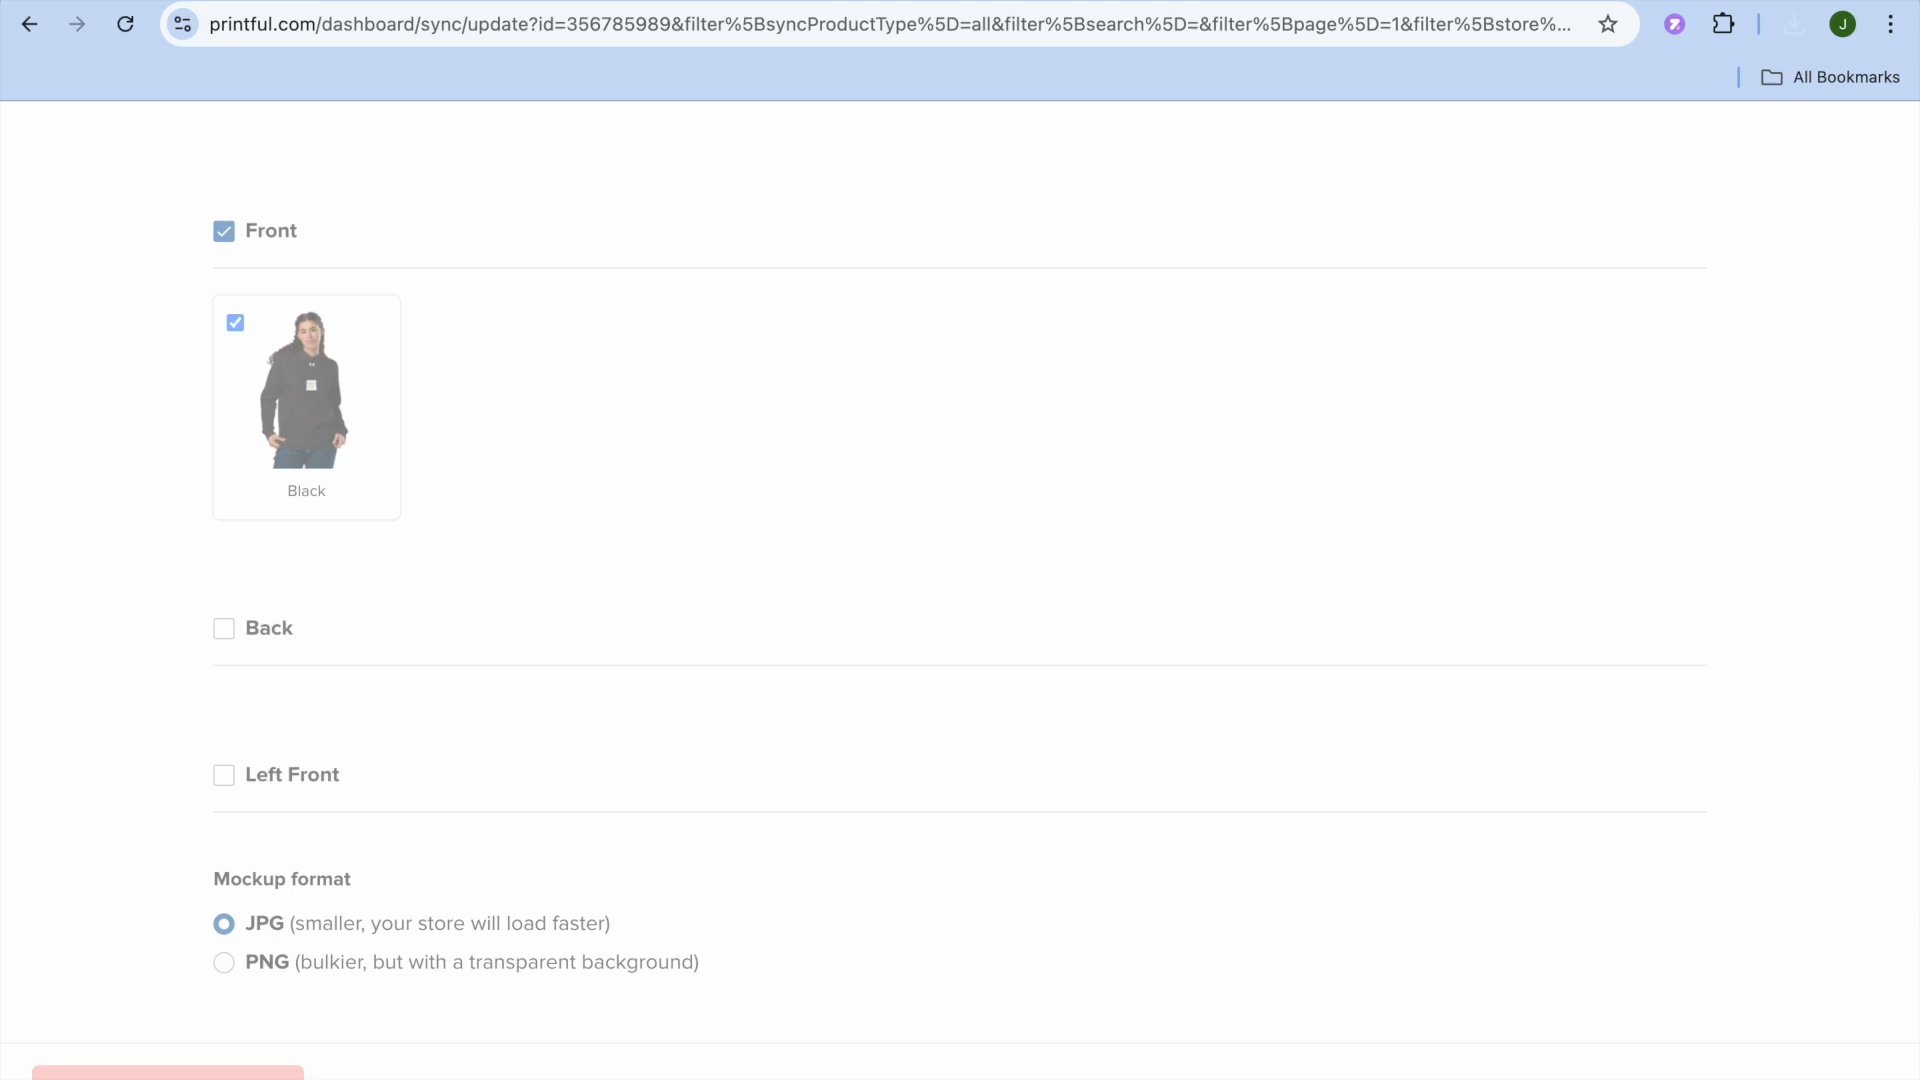 printful.com/dashboard/sync/update?id=356785989&filter%5BsyncProductType%5D=all&filter%5Bsearch%5D=&filter%5Bpage%5D=1&filter%5Bstore%...
J
All Bookmarks
Front
Black
Back
Left Front
Mockup format
JPG (smaller, your store will load faster)
PNG (bulkier, but with a transparent background)